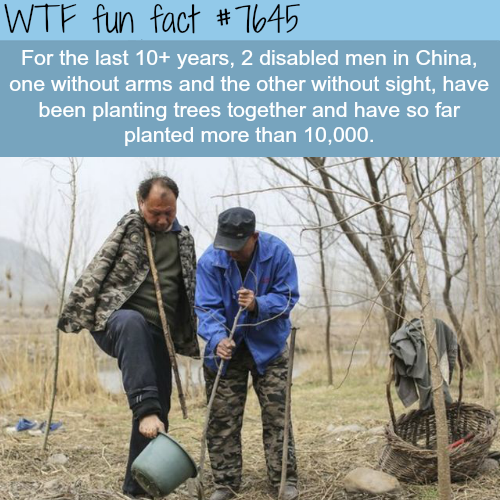 WTF fun fact #7645
For the last 10+ years, 2 disabled men in China,
one without arms and the other without sight, have
been planting trees together and have so far
planted more than 10,000.